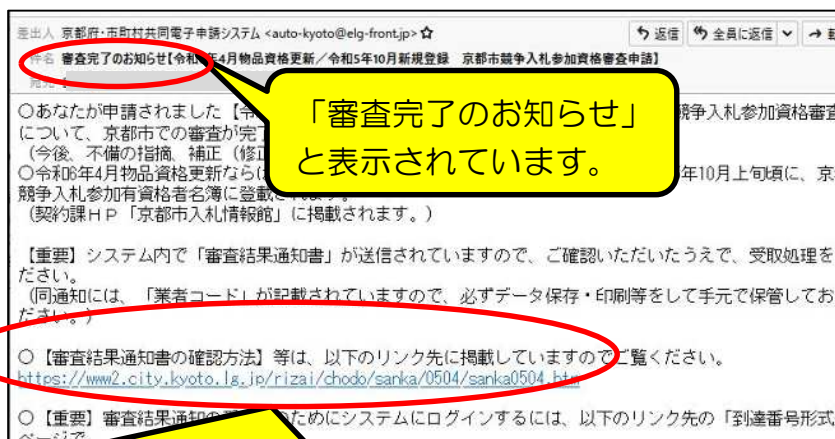 差出人 京都府・市町村共同電子申請システム <auto-kyoto@elg-front.jp>
返信 全員に返信
件名 審査完了のお知らせ【令和 年4月物品資格更新/令和5年10月新規登録 京都市競争入札参加資格審査申請】
「審査完了のお知らせ」
と表示されています。
○あなたが申請されました【令 競争入札参加資格審査
について、京都市での審査が完了
(今後、不備の指摘、補正(修正
○令和6年4月物品資格更新ならび 年10月上旬頃に、京
競争入札参加有資格者名簿に登載
(契約課HP「京都市入札情報館」に掲載されます。)
【重要】システム内で「審査結果通知書」が送信されていますので、ご確認いただいたうえで、受取処理を
ださい。
(同通知には、「業者コード」が記載されていますので、必ずデータ保存・印刷等をして手元で保管してお
ださい。)
○【審査結果通知書の確認方法】等は、以下のリンク先に掲載していますのでご覧ください。
https://www2.city.kyoto.lg.jp/rizai/chodo/sanka/0504/sanka0504.htm
○【重要】審査結果通知の のためにシステムにログインするには、以下のリンク先の「到達番号形式
ページで